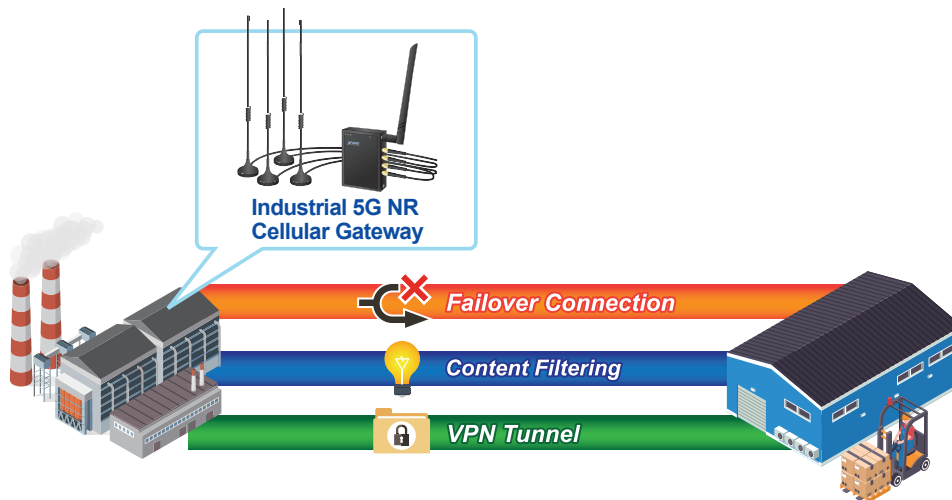 Industrial 5G NR
Cellular Gateway
Failover Connection
Content Filtering
VPN Tunnel